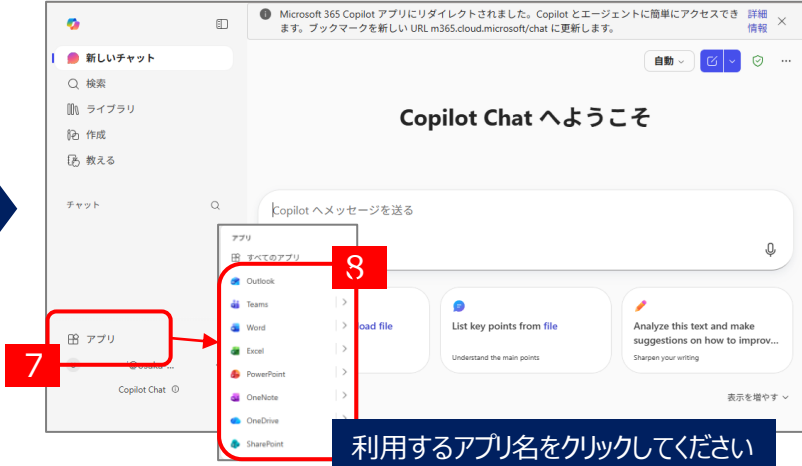 Microsoft 365 Copilot アプリにリダイレクトされました。Copilot とエージェントに簡単にアクセスでき
ます。ブックマークを新しい URL m365.cloud.microsoft/chat に更新します。
詳細
情報
新しいチャット
検索
ライブラリ
作成
教える
チャット
自動
Copilot Chat へようこそ
Copilot へメッセージを送る
アプリ
すべてのアプリ
Outlook
Teams
Word
Excel
PowerPoint
OneNote
OneDrive
SharePoint
8
7
アプリ
Copilot Chat
file
List key points from file
Understand the main points
Analyze this text and make
suggestions on how to improv...
Sharpen your writing
表示を増やす
利用するアプリ名をクリックしてください